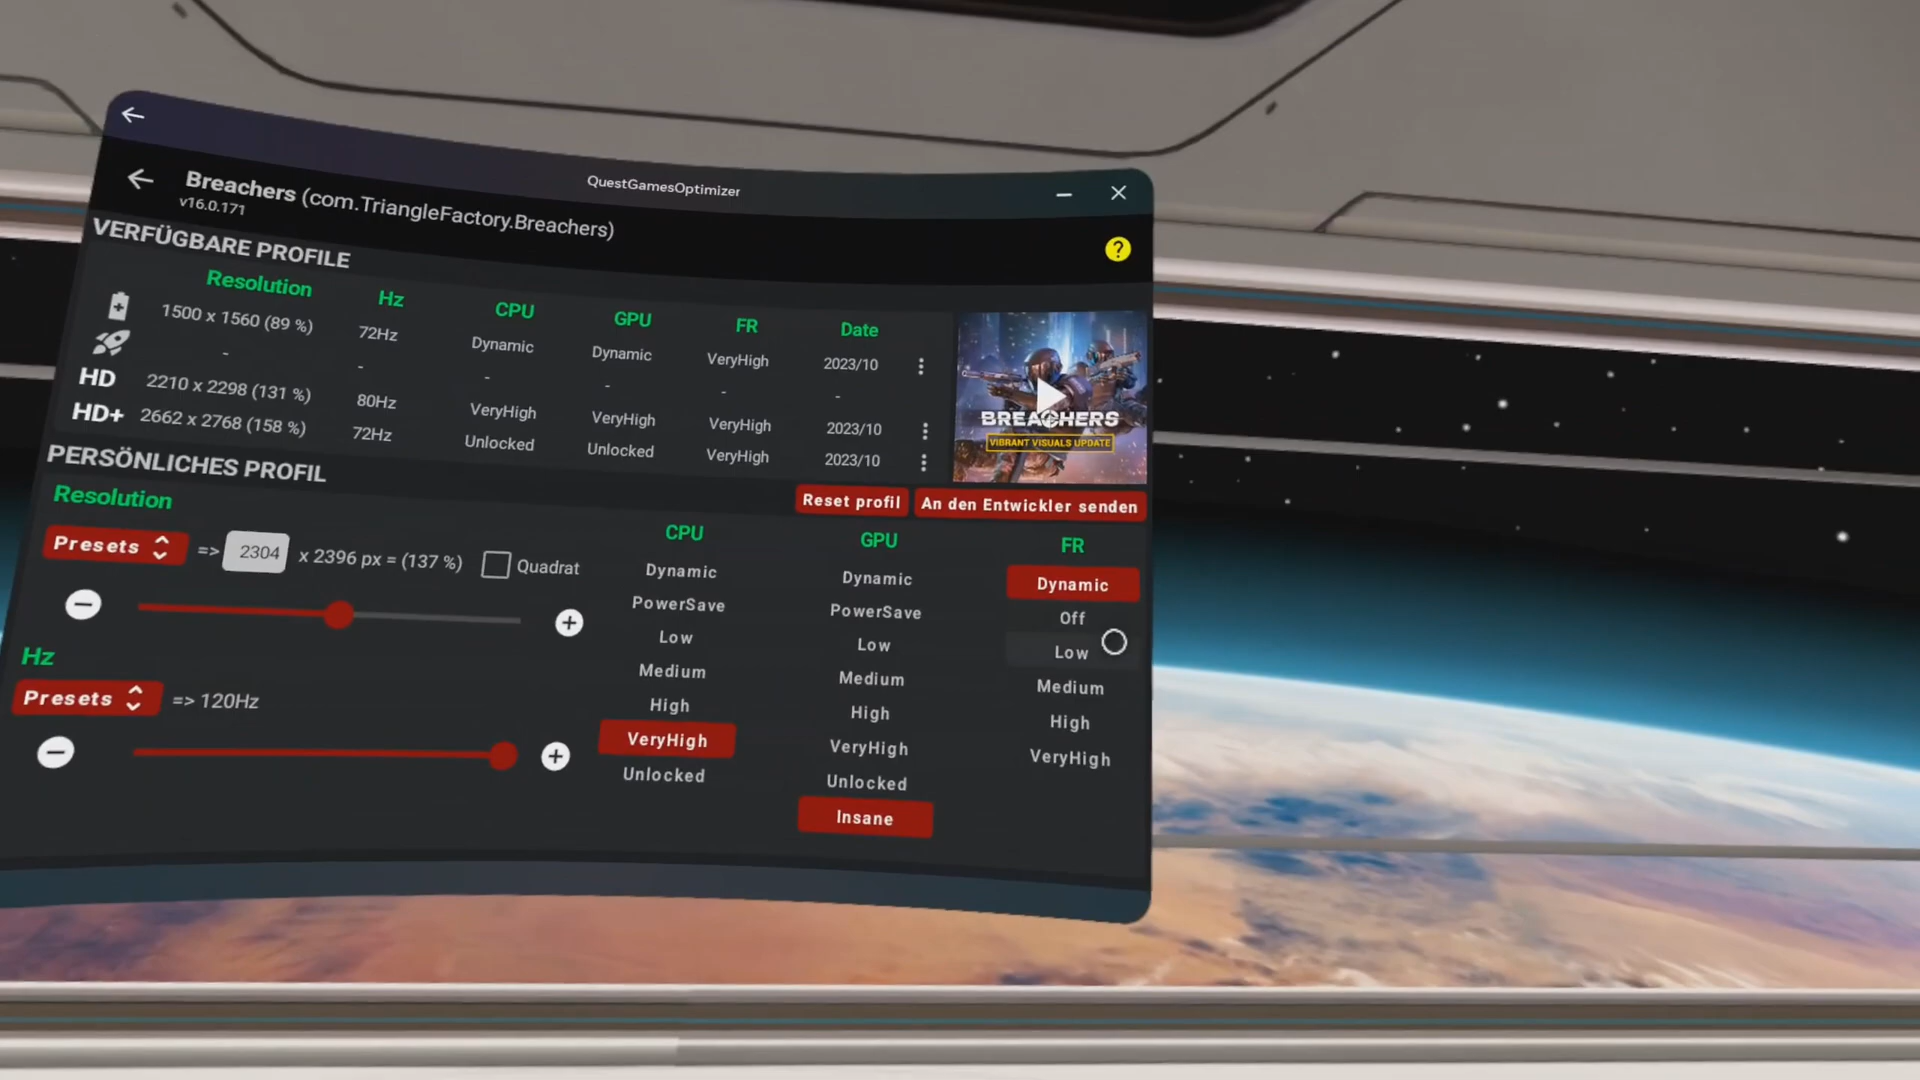 QuestGamesOptimizer
Breachers (com.TriangleFactory.Breachers)
v16.0.171
?
VERFÜGBARE PROFILE
Resolution Hz CPU GPU FR Date
1500 x 1560 (89 %) 72Hz Dynamic Dynamic VeryHigh 2023/10
- - - - - -
HD 2210 x 2298 (131 %) 80Hz VeryHigh VeryHigh VeryHigh 2023/10
HD+ 2662 x 2768 (158 %) 72Hz Unlocked Unlocked VeryHigh 2023/10
BREACHERS
VIBRANT VISUALS UPDATE
PERSÖNLICHES PROFIL
Reset profil An den Entwickler senden
Resolution
Presets => 2304 x 2396 px = (137 %) Quadrat
Hz
Presets => 120Hz
CPU
Dynamic
PowerSave
Low
Medium
High
VeryHigh
Unlocked
GPU
Dynamic
PowerSave
Low
Medium
High
VeryHigh
Unlocked
Insane
FR
Dynamic
Off
Low
Medium
High
VeryHigh